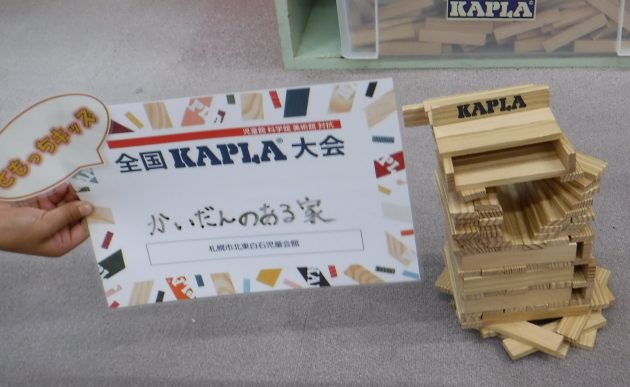 KAPLA
ともっちキッズ
児童館 科学館 美術館 対抗
全国KAPLA®大会
かいだんのある家
札幌市北東白石児童会館
KAPLA